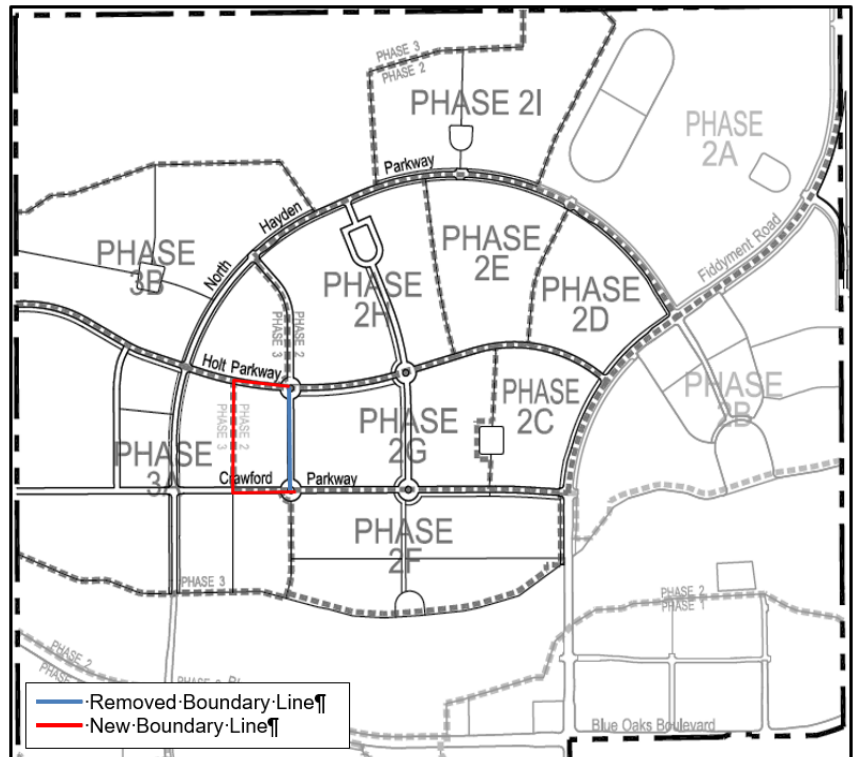 PHASE 3
PHASE 2
PHASE 2I
PHASE
2A
Parkway
Hayden
North
PHASE
3B
PHASE
2E
PHASE
2H
PHASE
2D
Fiddyment Road
PHASE 2
PHASE 3
Holt Parkway
PHASE
2B
PHASE
2C
PHASE 2
PHASE 3
PHASE
2G
PHASE
3A
Crawford Parkway
PHASE
2F
PHASE 3
PHASE 2
PHASE 1
PHASE 2
PHASE
·Removed·Boundary·Line¶
·New·Boundary·Line¶
Blue Oaks Boulevard